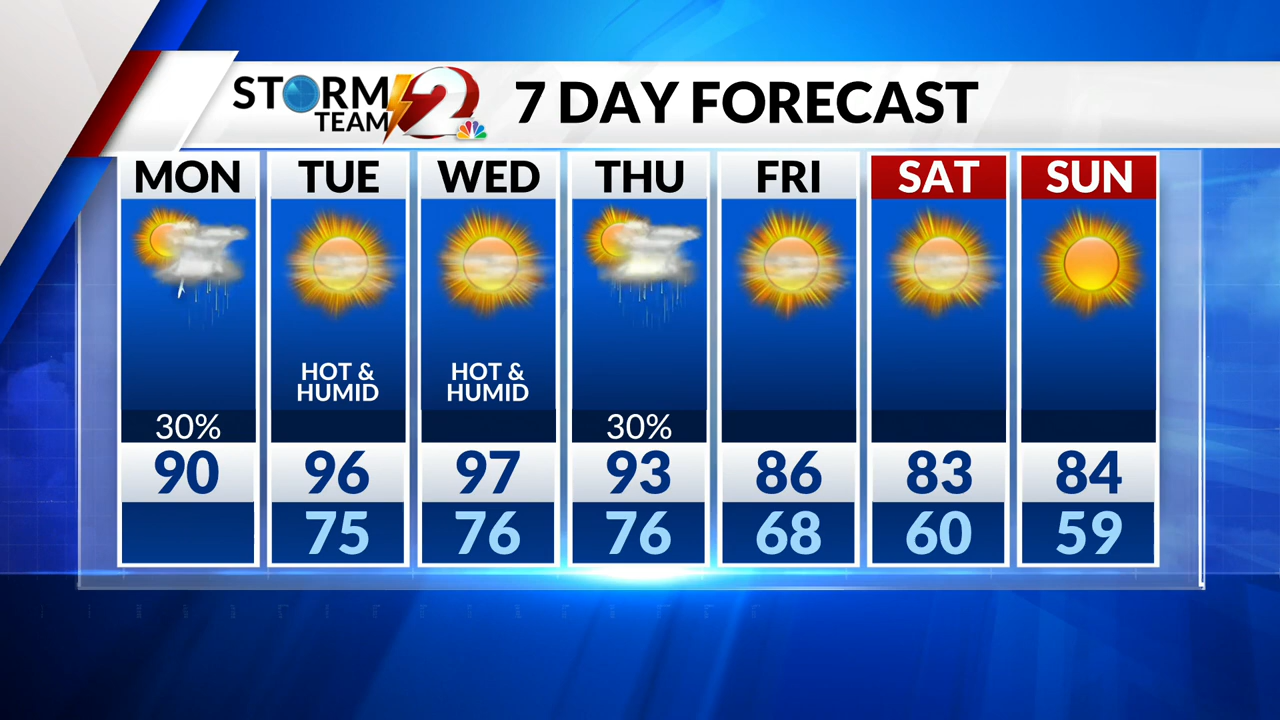 STORM
TEAM 2
7 DAY FORECAST
MON TUE WED THU FRI SAT SUN
HOT & HOT &
HUMID HUMID
30% 30%
90 96 97 93 86 83 84
75 76 76 68 60 59